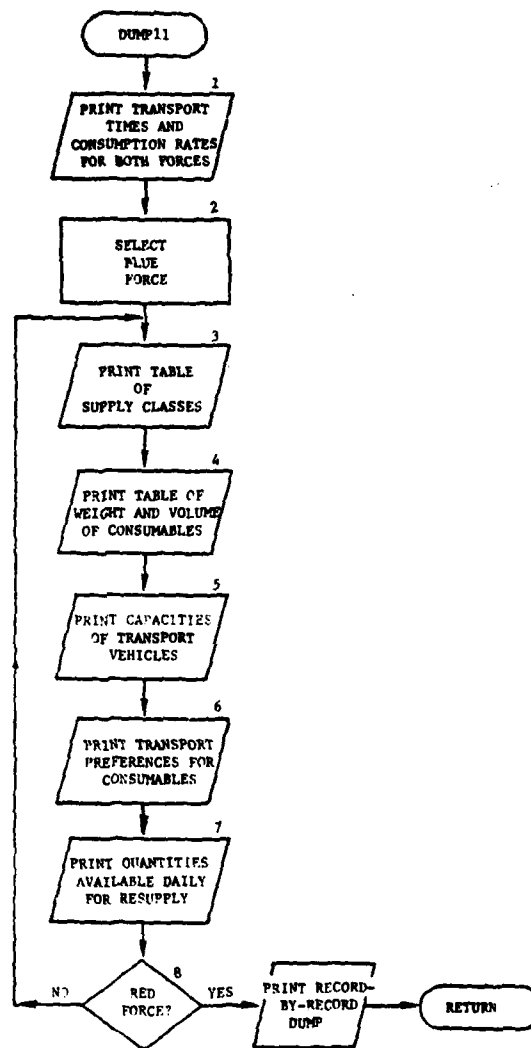 DUMP11
1
PRINT TRANSPORT
TIMES AND
CONSUMPTION RATES
FOR BOTH FORCES
2
SELECT
BLUE
FORCE
3
PRINT TABLE
OF
SUPPLY CLASSES
4
PRINT TABLE OF
WEIGHT AND VOLUME
OF CONSUMABLES
5
PRINT CAPACITIES
OF TRANSPORT
VEHICLES
6
PRINT TRANSPORT
PREFERENCES FOR
CONSUMABLES
7
PRINT QUANTITIES
AVAILABLE DAILY
FOR RESUPPLY
8
NO
RED
FORCE?
YES
PRINT RECORD-
BY-RECORD
DUMP
RETURN